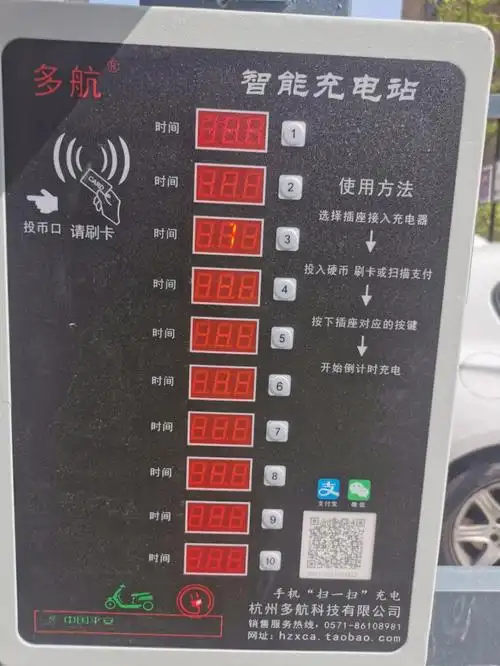 多航®
智能充电站
时间 1
时间 2
时间 1 3
时间 4
时间 5
时间 6
时间 7
时间 8
时间 9
时间 10
CARD
投币口 请刷卡
使用方法
选择插座接入充电器
投入硬币 刷卡或扫描支付
按下插座对应的按键
开始倒计时充电
支付宝 微信
手机“扫一扫”充电
杭州多航科技有限公司
销售服务热线: 0571-86108981
网址: hzxca.taobao.com
中国平安